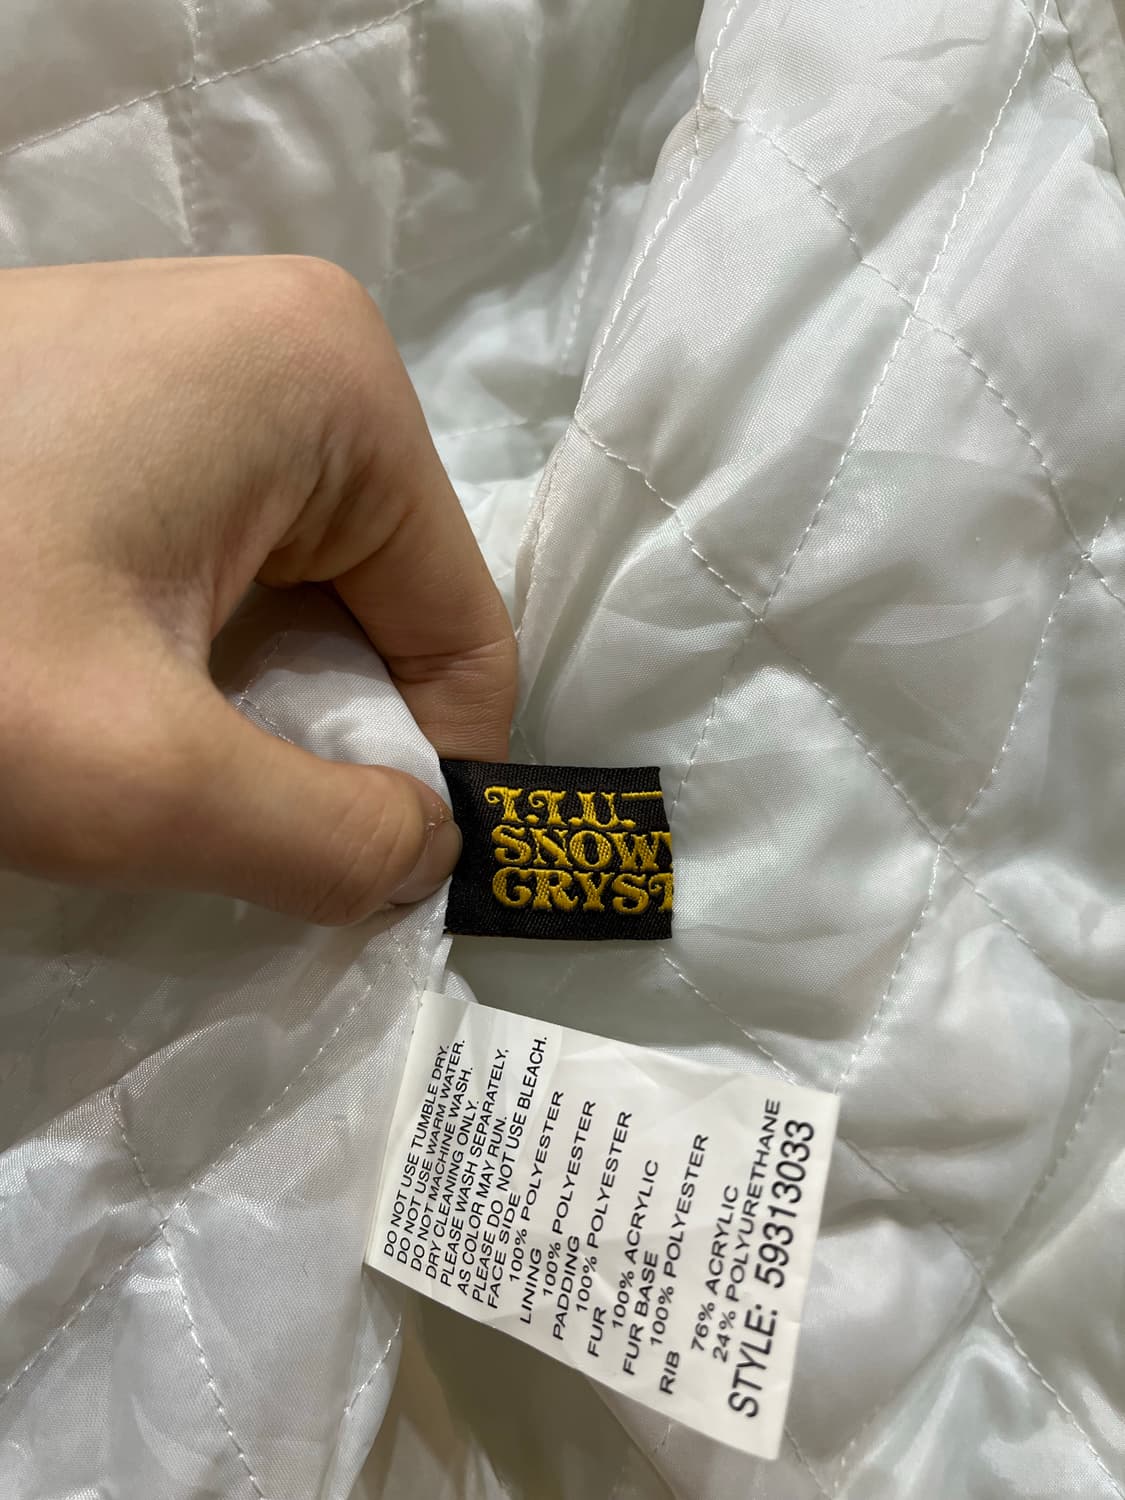 T.T.U.
SNOWY
CRYST
DO NOT USE TUMBLE DRY.
DO NOT USE WARM WATER.
DO NOT MACHINE WASH.
DRY CLEANING ONLY.
PLEASE WASH SEPARATELY,
AS COLOR MAY RUN.
PLEASE DO NOT USE BLEACH.
FACE SIDE
100% POLYESTER
LINING
100% POLYESTER
PADDING
100% POLYESTER
FUR
100% ACRYLIC
FUR BASE
100% POLYESTER
RIB
76% ACRYLIC
24% POLYURETHANE
STYLE: 59313033